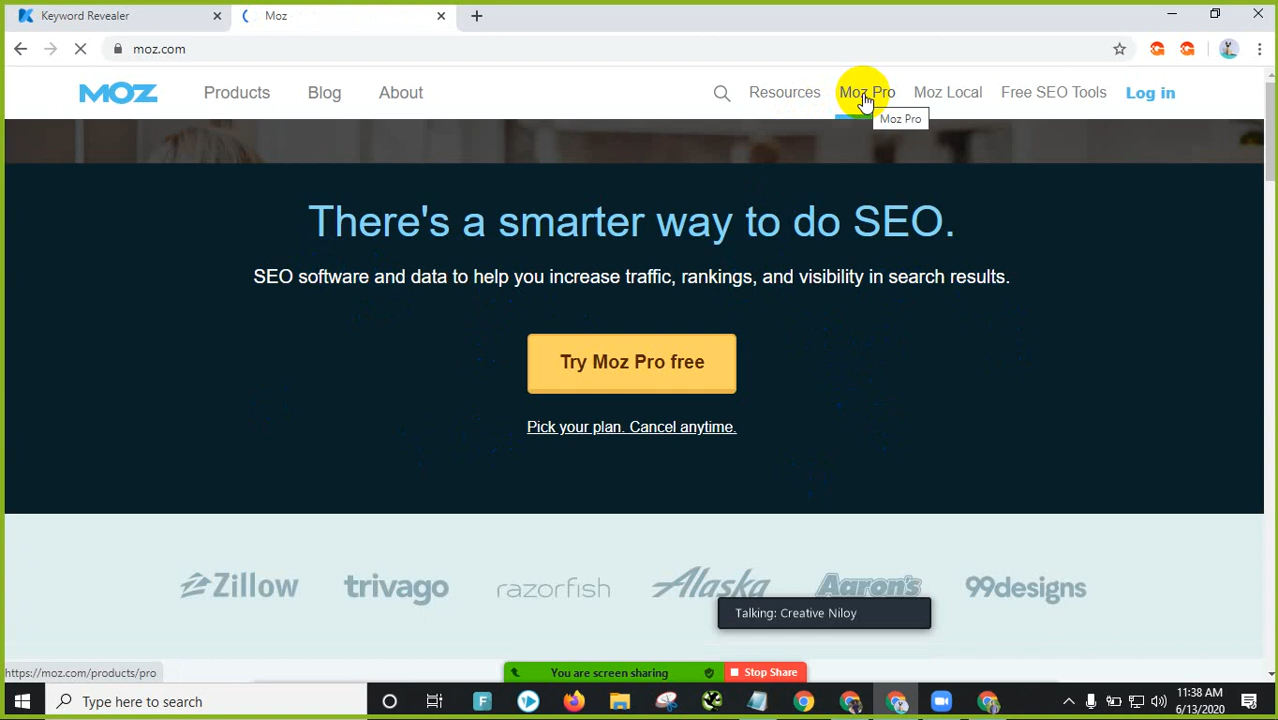 Keyword Revealer
Moz
moz.com
MOZ Products Blog About Resources Moz Pro Moz Local Free SEO Tools Log in
Moz Pro
There's a smarter way to do SEO.
SEO software and data to help you increase traffic, rankings, and visibility in search results.
Try Moz Pro free
Pick your plan. Cancel anytime.
Zillow trivago razorfish Alaska Aaron's 99designs
Talking: Creative Niloy
https://moz.com/products/pro
You are screen sharing Stop Share
Type here to search
11:38 AM
6/13/2020